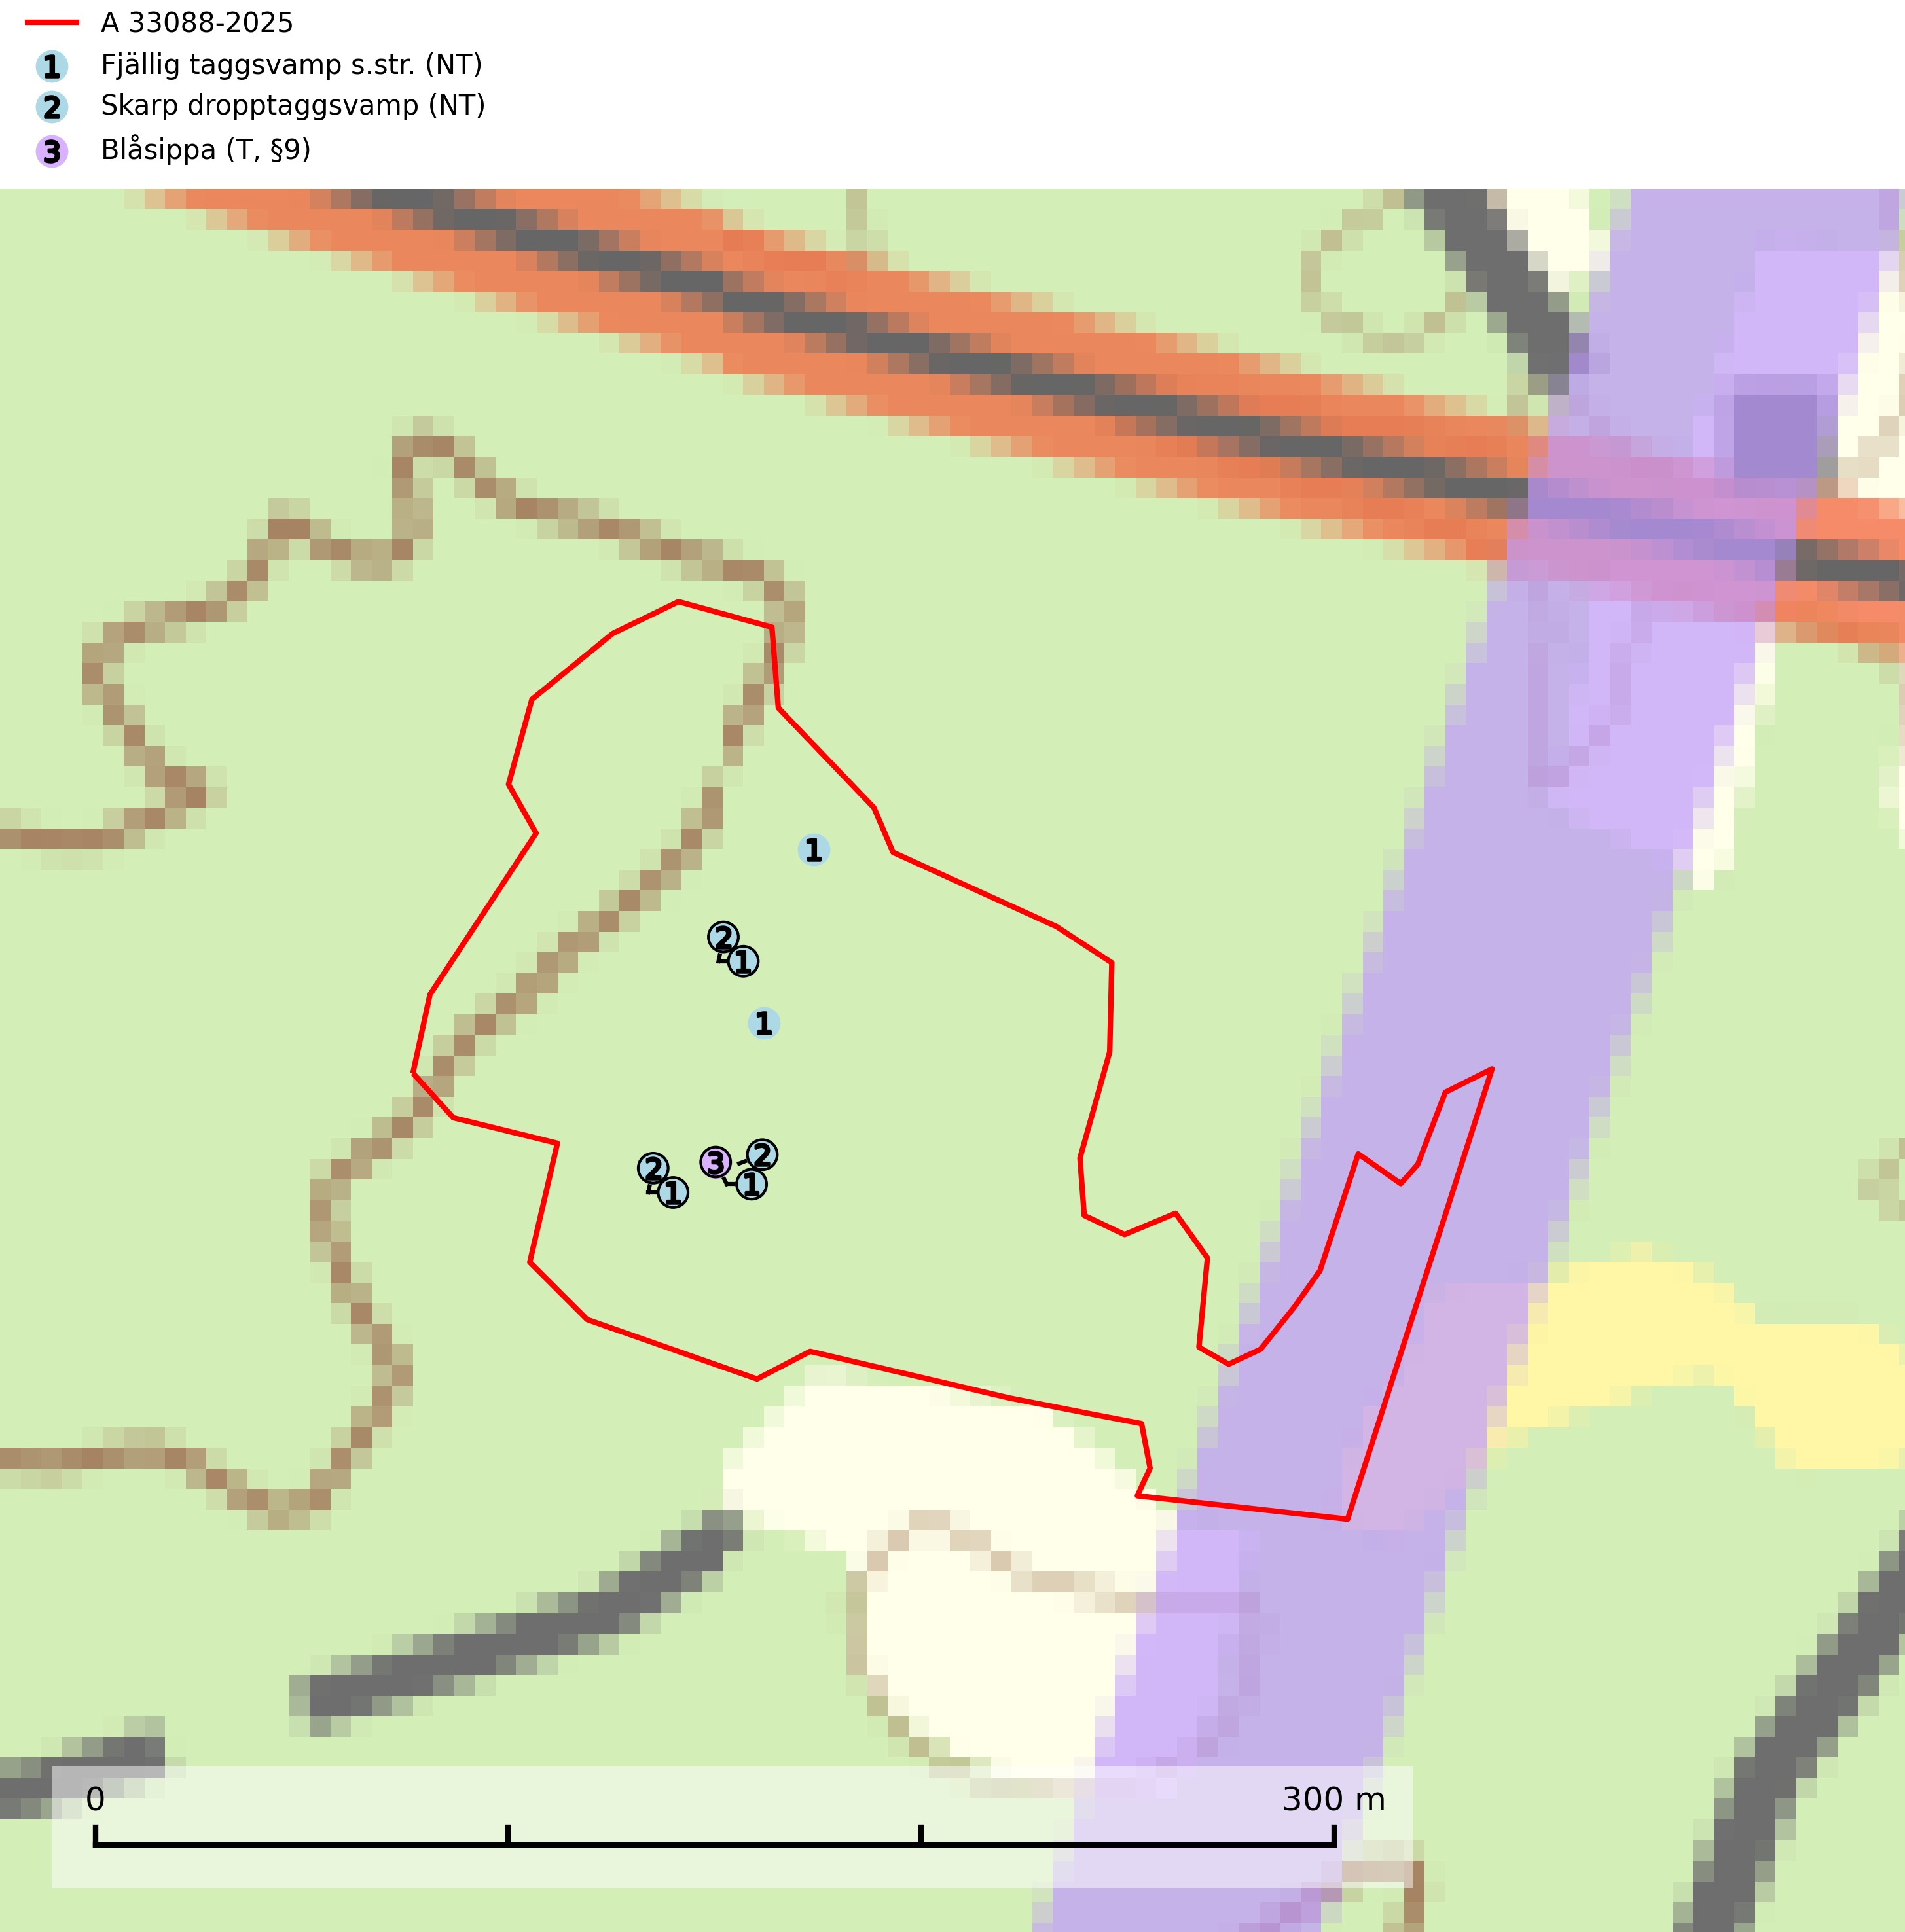 A 33088-2025
1 Fjällig taggsvamp s.str. (NT)
2 Skarp dropptaggsvamp (NT)
3 Blåsippa (T, §9)
1
2
1
1
2
1
3
2
1
0 300 m